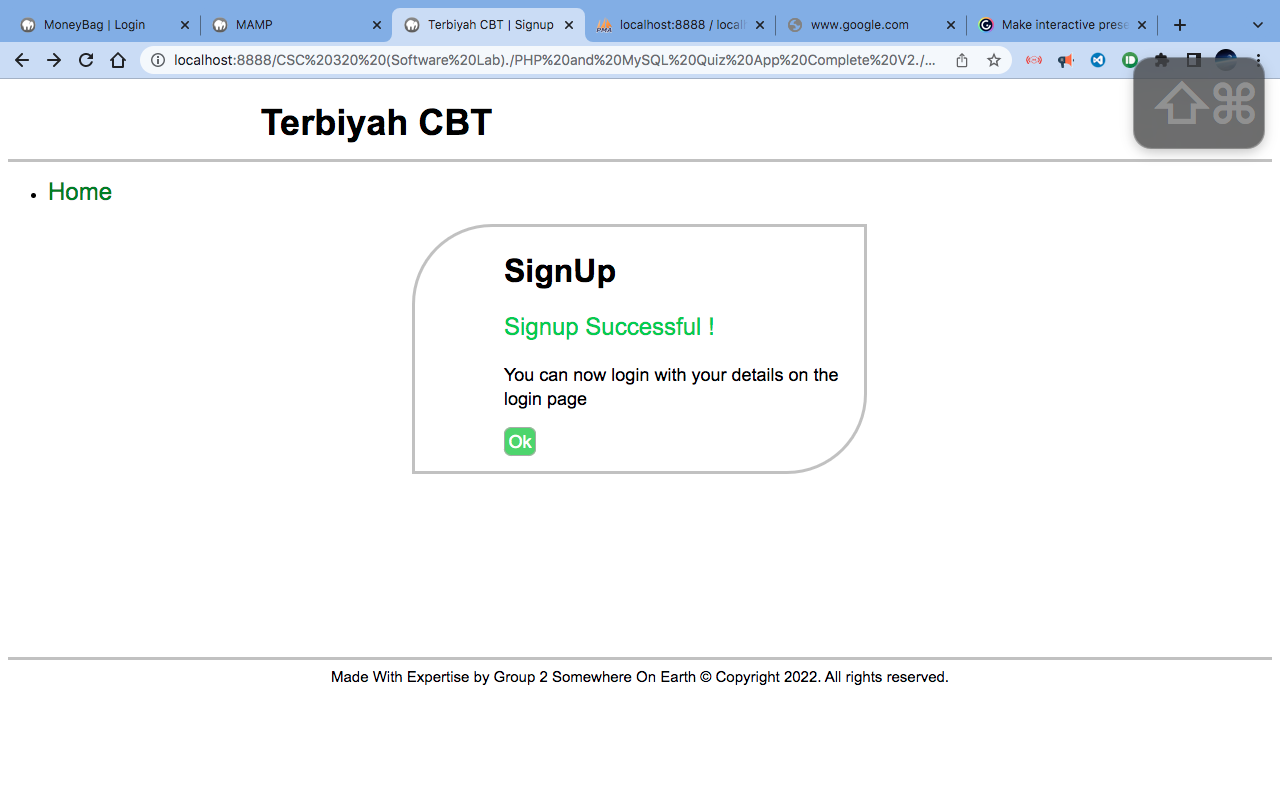 MoneyBag | Login
MAMP
Terbiyah CBT | Signup
localhost:8888 / local
www.google.com
Make interactive prese
localhost:8888/CSC%20320%20(Software%20Lab)./PHP%20and%20MySQL%20Quiz%20App%20Complete%20V2./...
Terbiyah CBT
Home
SignUp
Signup Successful !
You can now login with your details on the
login page
Ok
Made With Expertise by Group 2 Somewhere On Earth © Copyright 2022. All rights reserved.